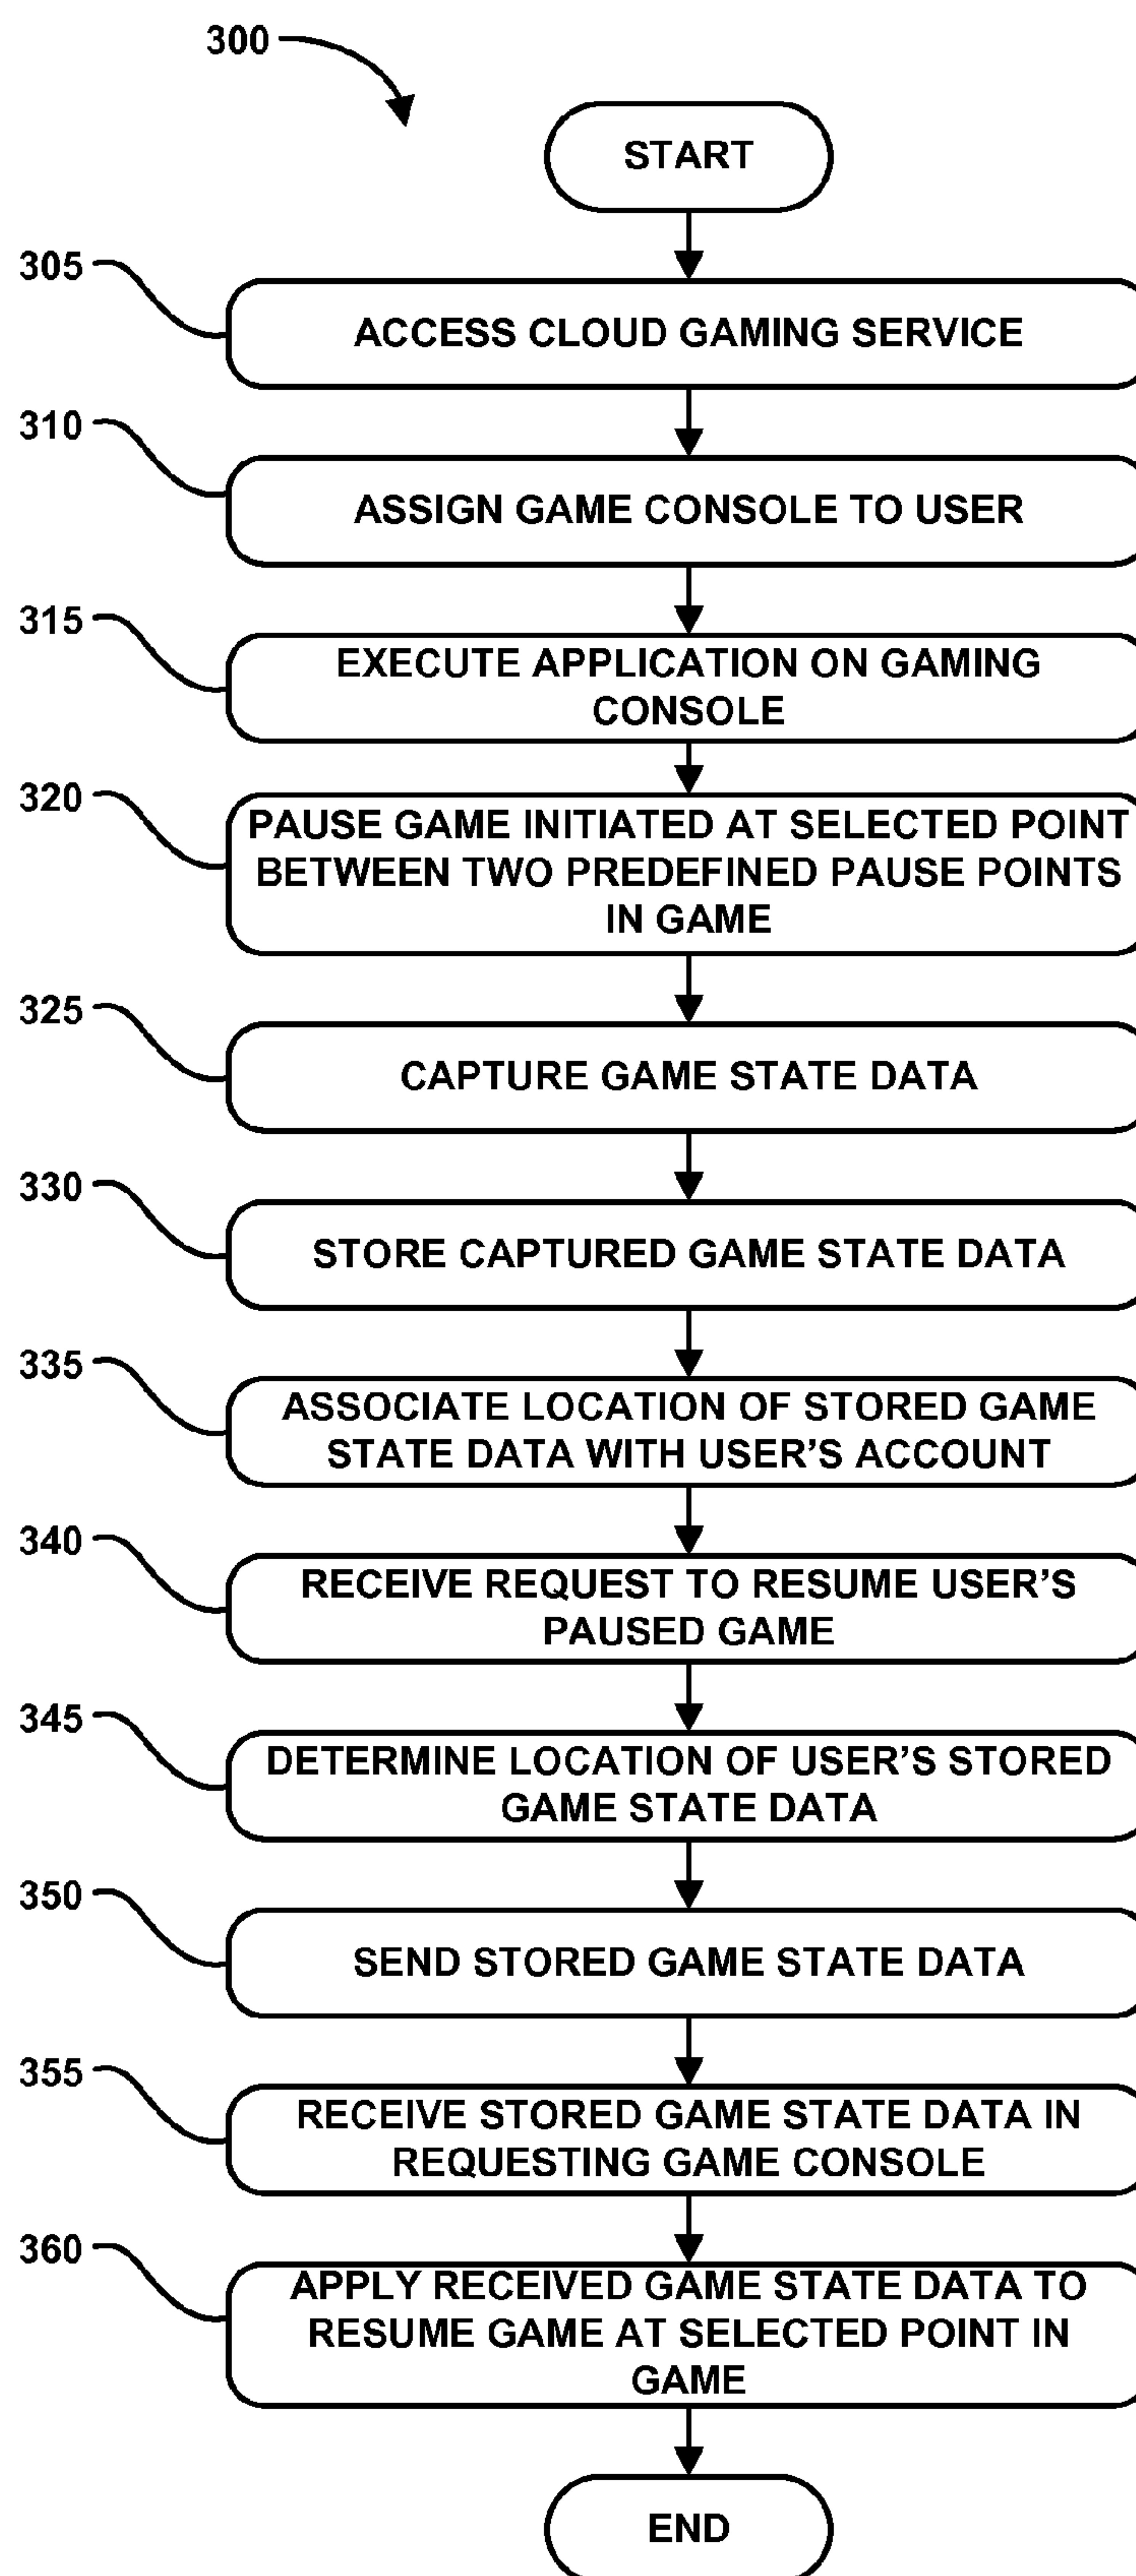 300
START
305
ACCESS CLOUD GAMING SERVICE
310
ASSIGN GAME CONSOLE TO USER
315
EXECUTE APPLICATION ON GAMING
CONSOLE
320
PAUSE GAME INITIATED AT SELECTED POINT
BETWEEN TWO PREDEFINED PAUSE POINTS
IN GAME
325
CAPTURE GAME STATE DATA
330
STORE CAPTURED GAME STATE DATA
335
ASSOCIATE LOCATION OF STORED GAME
STATE DATA WITH USER'S ACCOUNT
340
RECEIVE REQUEST TO RESUME USER'S
PAUSED GAME
345
DETERMINE LOCATION OF USER'S STORED
GAME STATE DATA
350
SEND STORED GAME STATE DATA
355
RECEIVE STORED GAME STATE DATA IN
REQUESTING GAME CONSOLE
360
APPLY RECEIVED GAME STATE DATA TO
RESUME GAME AT SELECTED POINT IN
GAME
END